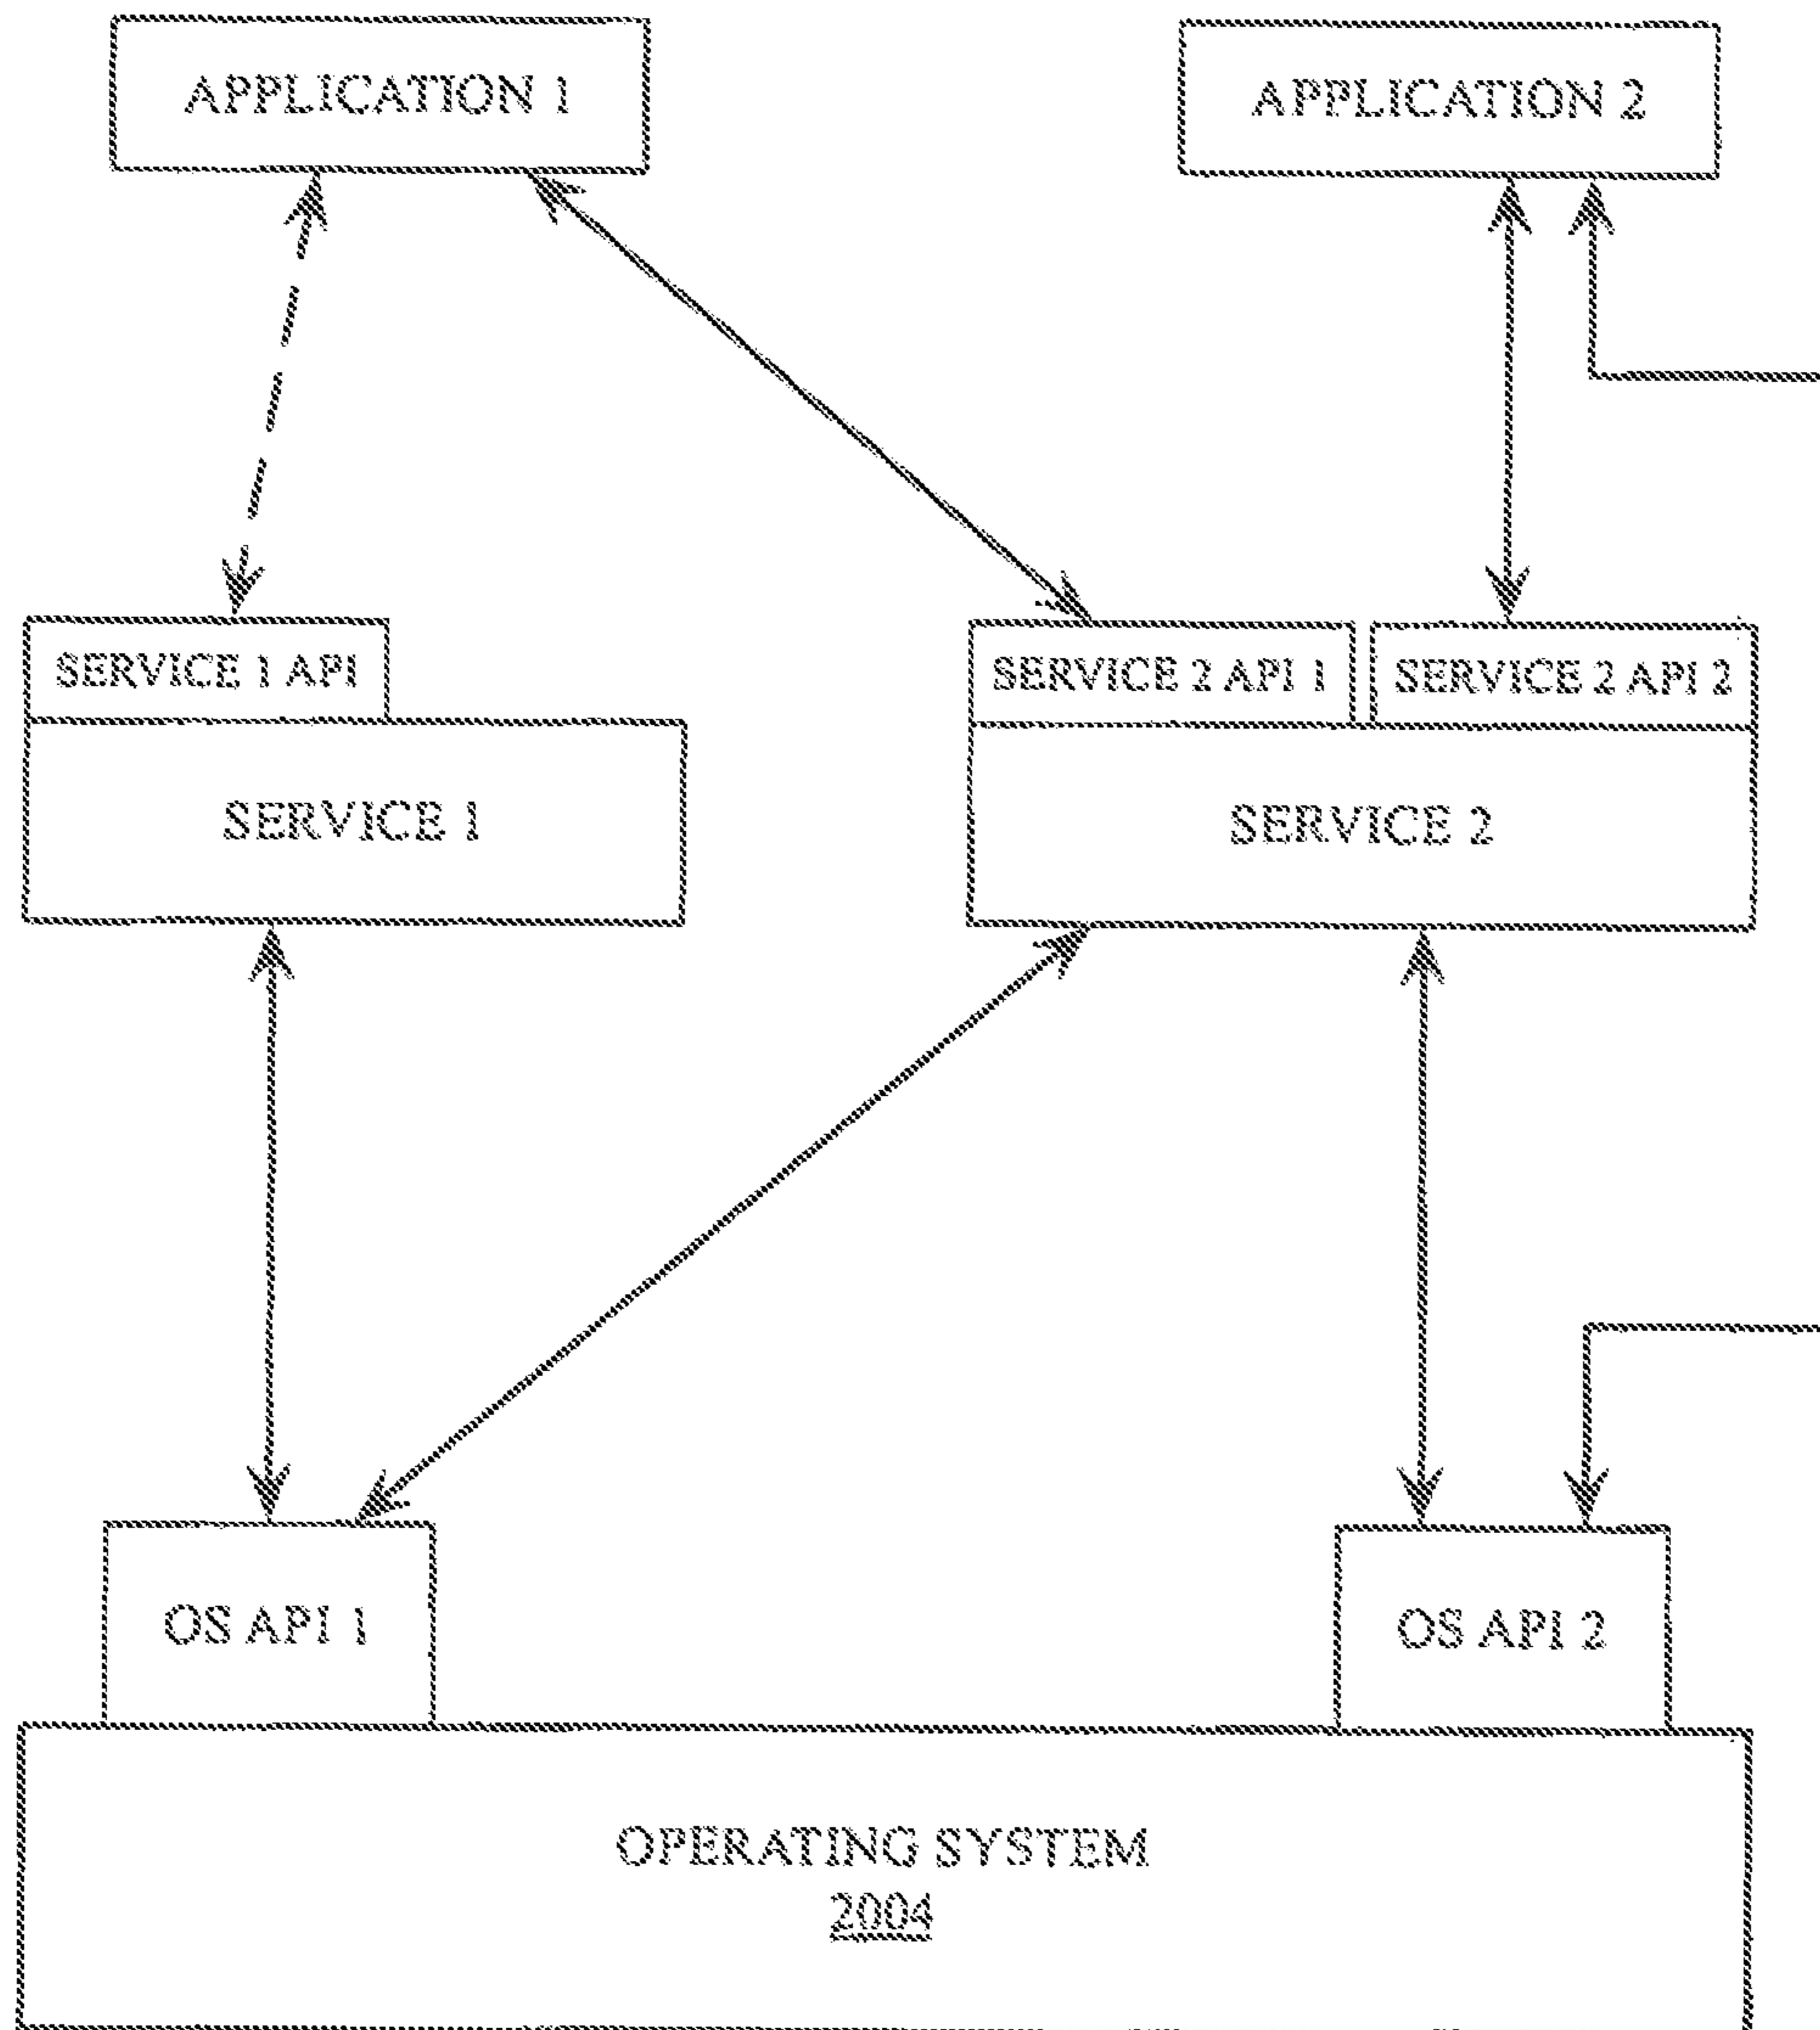 APPLICATION 1
APPLICATION 2
SERVICE 1 API
SERVICE 2 API 1
SERVICE 2 API 2
SERVICE 1
SERVICE 2
OS API 1
OS API 2
OPERATING SYSTEM
2004